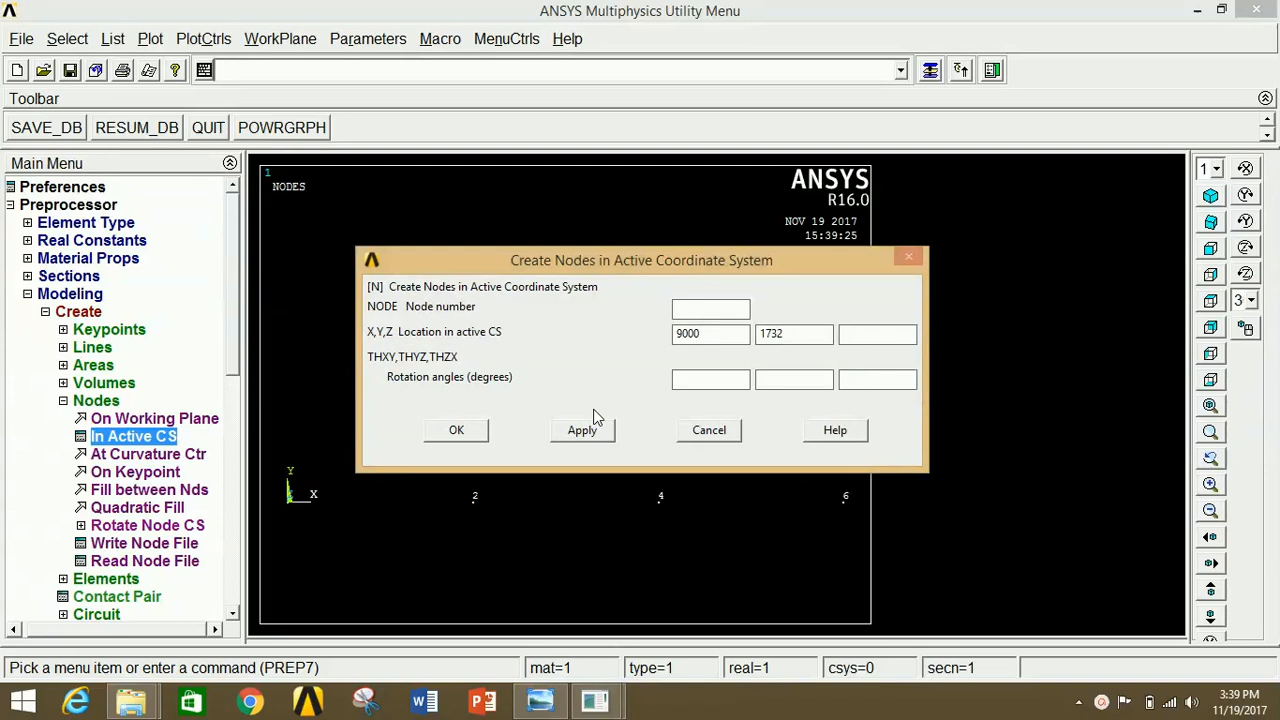 ANSYS Multiphysics Utility Menu
File Select List Plot PlotCtrls WorkPlane Parameters Macro MenuCtrls Help
Toolbar
SAVE_DB RESUM_DB QUIT POWRGRPH
Main Menu
Preferences
Preprocessor
Element Type
Real Constants
Material Props
Sections
Modeling
Create
Keypoints
Lines
Areas
Volumes
Nodes
On Working Plane
In Active CS
At Curvature Ctr
On Keypoint
Fill between Nds
Quadratic Fill
Rotate Node CS
Write Node File
Read Node File
Elements
Contact Pair
Circuit
1
NODES
ANSYS
R16.0
NOV 19 2017
15:39:25
Create Nodes in Active Coordinate System
[N] Create Nodes in Active Coordinate System
NODE Node number
X,Y,Z Location in active CS 9000 1732
THXY,THYZ,THZX
Rotation angles (degrees)
OK Apply Cancel Help
Y
X 2 4 6
1
3
Pick a menu item or enter a command (PREP7) mat=1 type=1 real=1 csys=0 secn=1
3:39 PM
11/19/2017